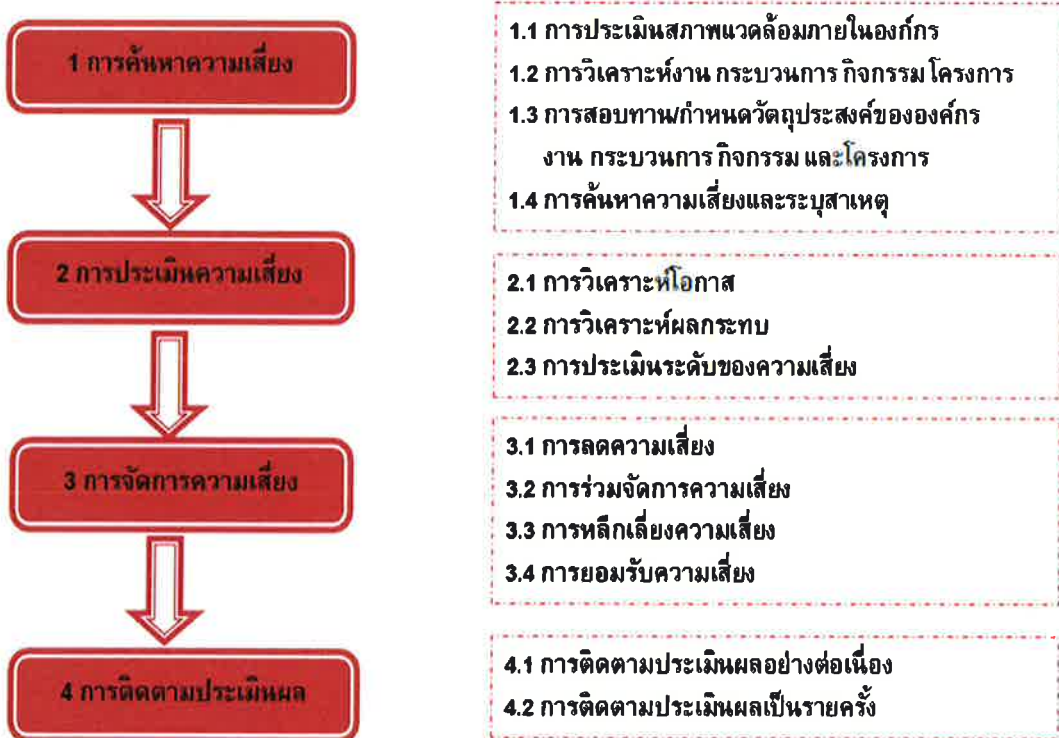 1 การค้นหาความเสี่ยง
1.1 การประเมินสภาพแวดล้อมภายในองค์กร
1.2 การวิเคราะห์งาน กระบวนการ กิจกรรม โครงการ
1.3 การสอบทาน/กำหนดวัตถุประสงค์ขององค์กร
งาน กระบวนการ กิจกรรม และโครงการ
1.4 การค้นหาความเสี่ยงและระบุสาเหตุ
2 การประเมินความเสี่ยง
2.1 การวิเคราะห์โอกาส
2.2 การวิเคราะห์ผลกระทบ
2.3 การประเมินระดับของความเสี่ยง
3 การจัดการความเสี่ยง
3.1 การลดความเสี่ยง
3.2 การร่วมจัดการความเสี่ยง
3.3 การหลีกเลี่ยงความเสี่ยง
3.4 การยอมรับความเสี่ยง
4 การติดตามประเมินผล
4.1 การติดตามประเมินผลอย่างต่อเนื่อง
4.2 การติดตามประเมินผลเป็นรายครั้ง